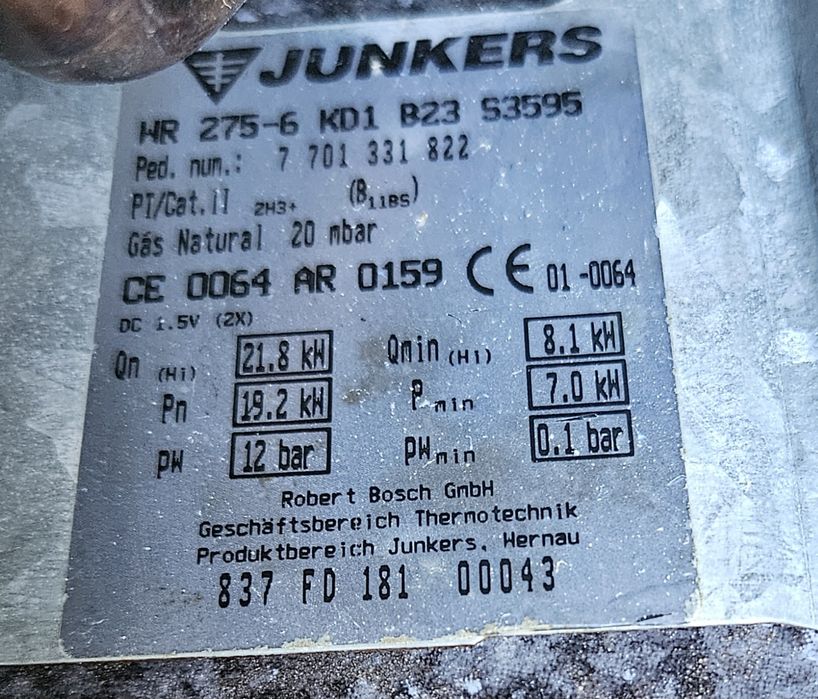 JUNKERS
WR 275-6 KD1 B23 S3595
Ped. num.: 7 701 331 822
PI/Cat.II 2H3+ (B11BS)
Gás Natural 20 mbar
CE 0064 AR 0159 CE 01-0064
DC 1.5V (2X)
Qn (Hi) 21.8 kW Qmin (Hi) 8.1 kW
Pn 19.2 kW Pmin 7.0 kW
PW 12 bar PWmin 0.1 bar
Robert Bosch GmbH
Geschäftsbereich Thermotechnik
Produktbereich Junkers, Wernau
837 FD 181 00043